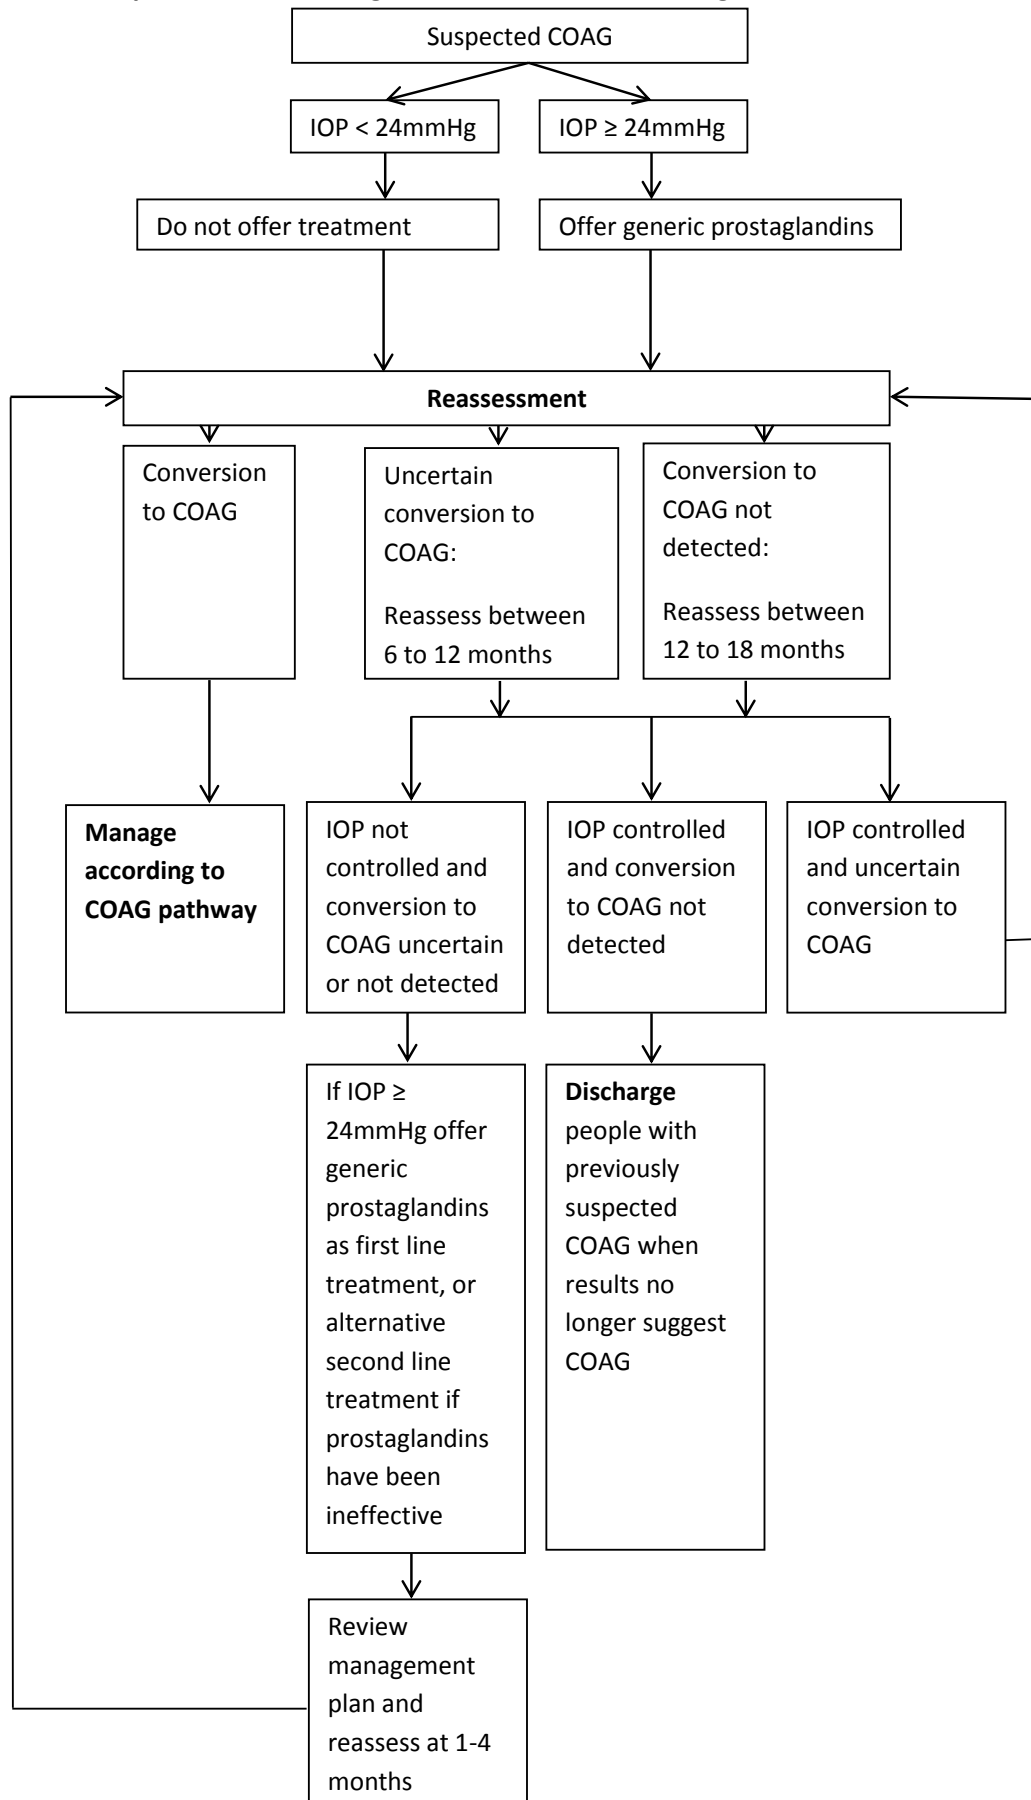 Suspected COAG
IOP < 24mmHg
IOP ≥ 24mmHg
Do not offer treatment
Offer generic prostaglandins
Reassessment
Conversion
to COAG
Uncertain
conversion to
COAG:
Reassess between
6 to 12 months
Conversion to
COAG not
detected:
Reassess between
12 to 18 months
Manage
according to
COAG pathway
IOP not
controlled and
conversion to
COAG uncertain
or not detected
IOP controlled
and conversion
to COAG not
detected
IOP controlled
and uncertain
conversion to
COAG
If IOP ≥
24mmHg offer
generic
prostaglandins
as first line
treatment, or
alternative
second line
treatment if
prostaglandins
have been
ineffective
Discharge
people with
previously
suspected
COAG when
results no
longer suggest
COAG
Review
management
plan and
reassess at 1-4
months